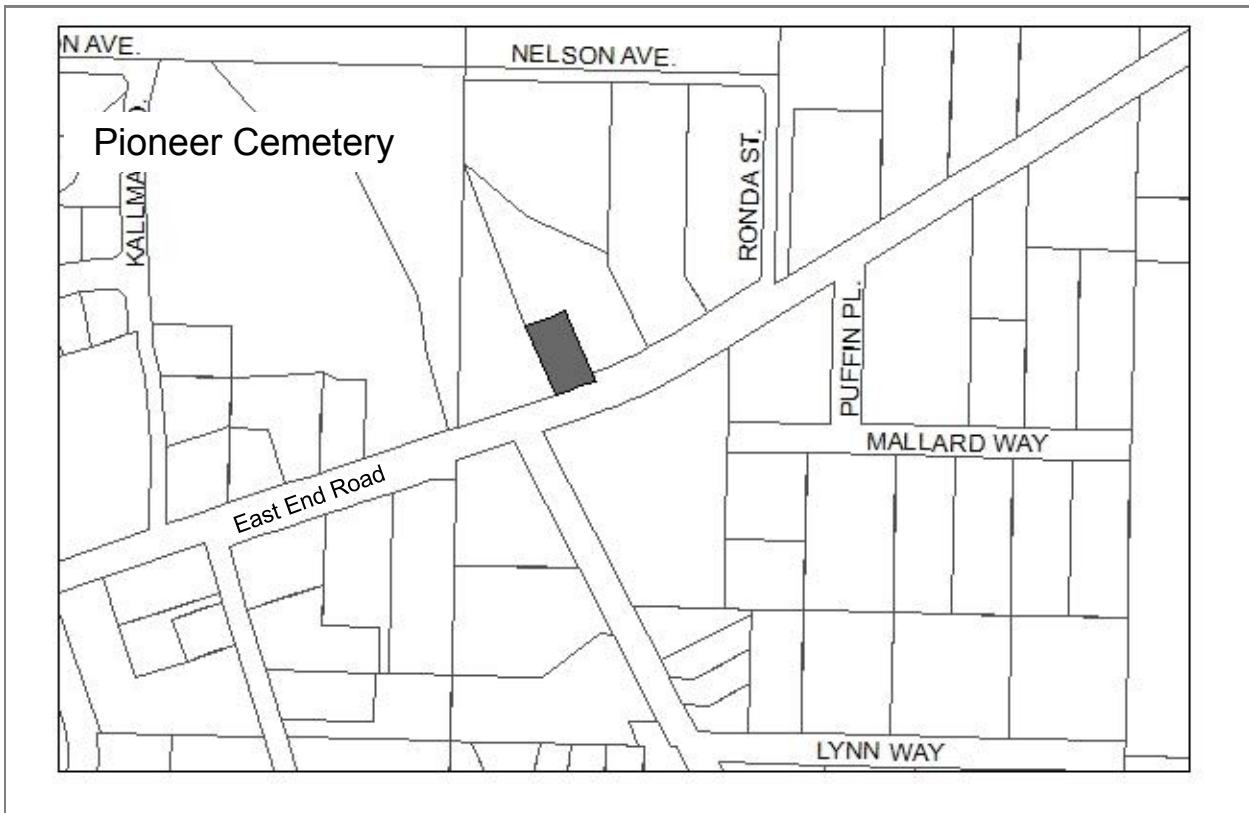 N AVE.
NELSON AVE.
Pioneer Cemetery
KALLMA
RONDA ST.
PUFFIN PL.
MALLARD WAY
East End Road
LYNN WAY